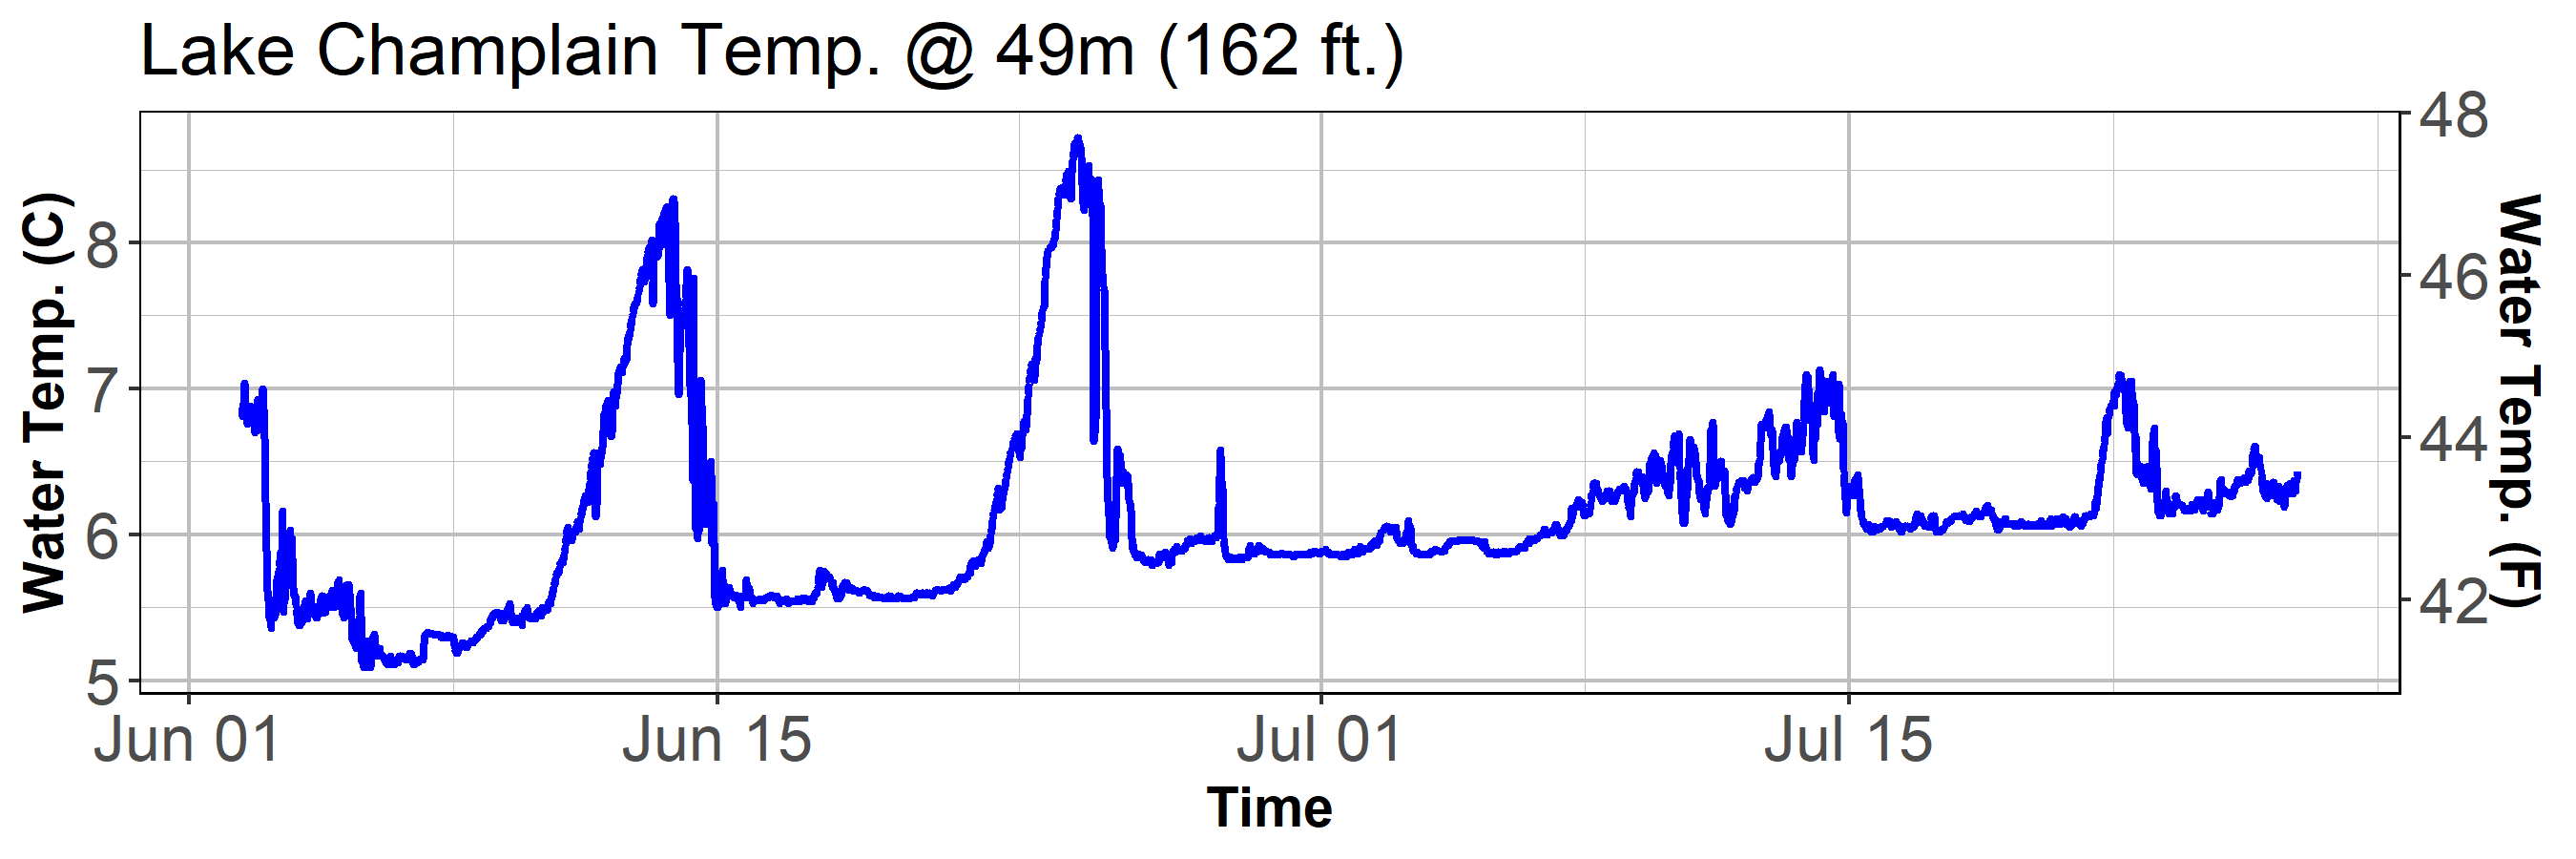 Lake Champlain Temp. @ 49m (162 ft.)
Water Temp. (C)
8
7
6
5
48
46
44
42
Water Temp. (F)
Jun 01 Jun 15 Jul 01 Jul 15
Time